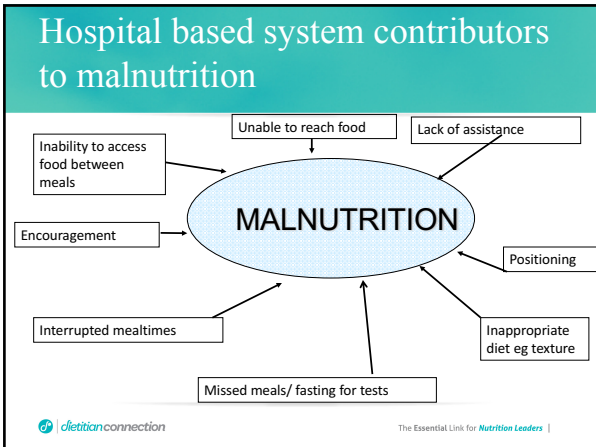 Hospital based system contributors
to malnutrition
Unable to reach food
Lack of assistance
Inability to access
food between
meals
MALNUTRITION
Encouragement
Positioning
Interrupted mealtimes
Inappropriate
diet eg texture
Missed meals/ fasting for tests
dc dietitianconnection
The Essential Link for Nutrition Leaders |